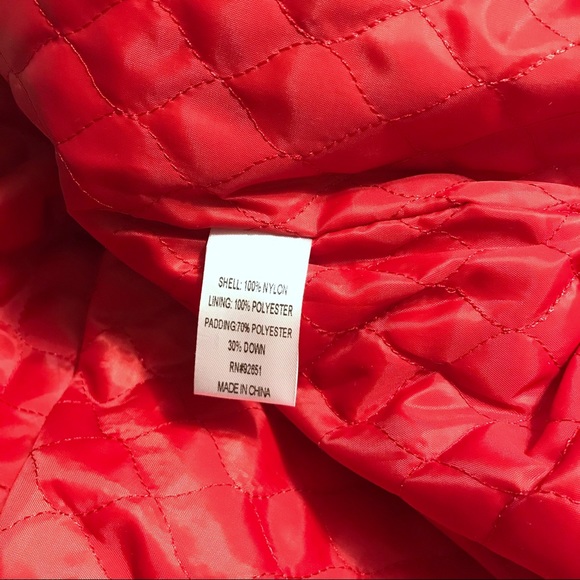 SHELL: 100% NYLON
LINING: 100% POLYESTER
PADDING:70% POLYESTER
30% DOWN
RN#92651
MADE IN CHINA